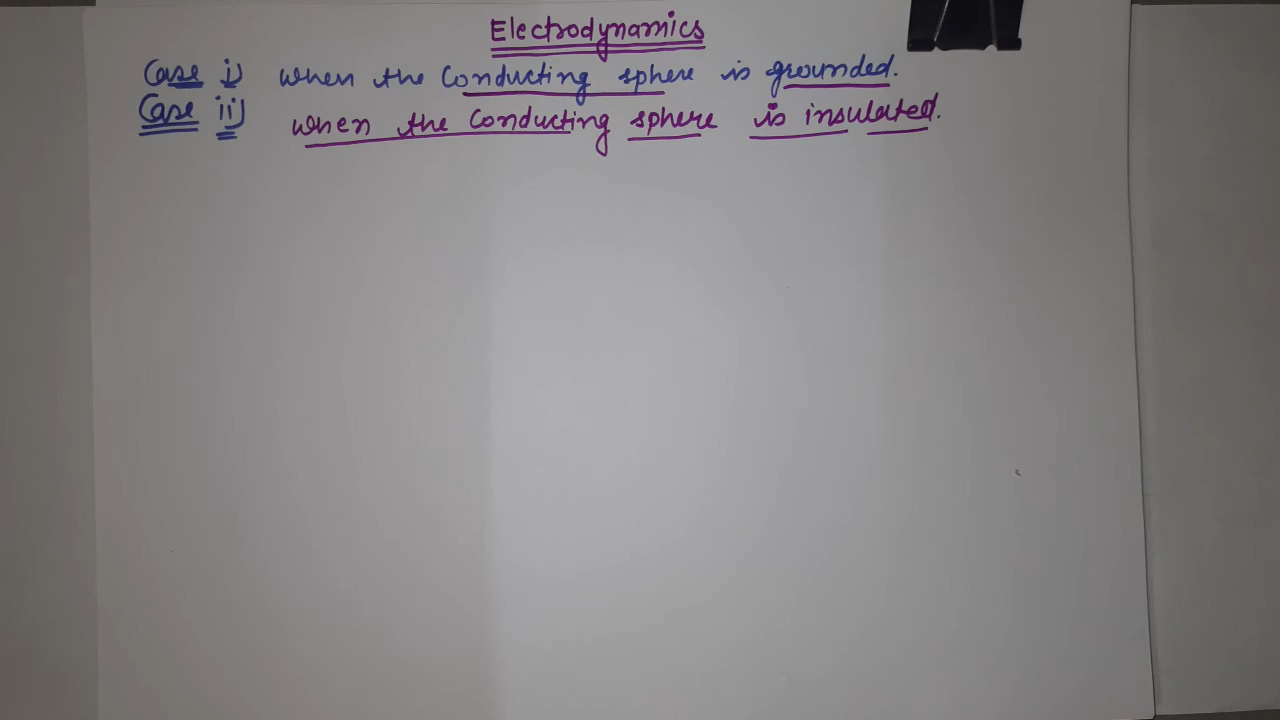 Electrodynamics
Case i) when the Conducting sphere is grounded.
Case ii) when the Conducting sphere is insulated.